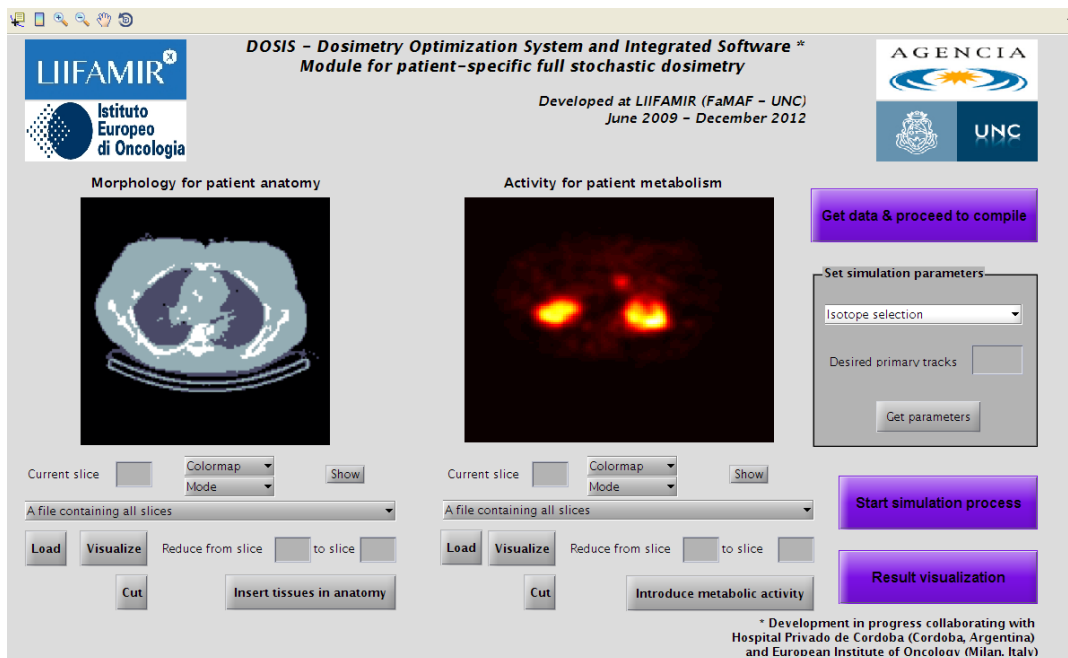 DOSIS - Dosimetry Optimization System and Integrated Software *
Module for patient-specific full stochastic dosimetry
Developed at LIIFAMIR (FaMAF - UNC)
June 2009 - December 2012
LIIFAMIR
x
Istituto
Europeo
di Oncologia
AGENCIA
UNC
Morphology for patient anatomy
Activity for patient metabolism
Get data & proceed to compile
Set simulation parameters
Isotope selection
Desired primary tracks
Get parameters
Current slice
Colormap
Mode
Show
A file containing all slices
Load
Visualize
Reduce from slice
to slice
Cut
Insert tissues in anatomy
Current slice
Colormap
Mode
Show
A file containing all slices
Load
Visualize
Reduce from slice
to slice
Cut
Introduce metabolic activity
Start simulation process
Result visualization
* Development in progress collaborating with
Hospital Privado de Cordoba (Cordoba, Argentina)
and European Institute of Oncology (Milan, Italy)